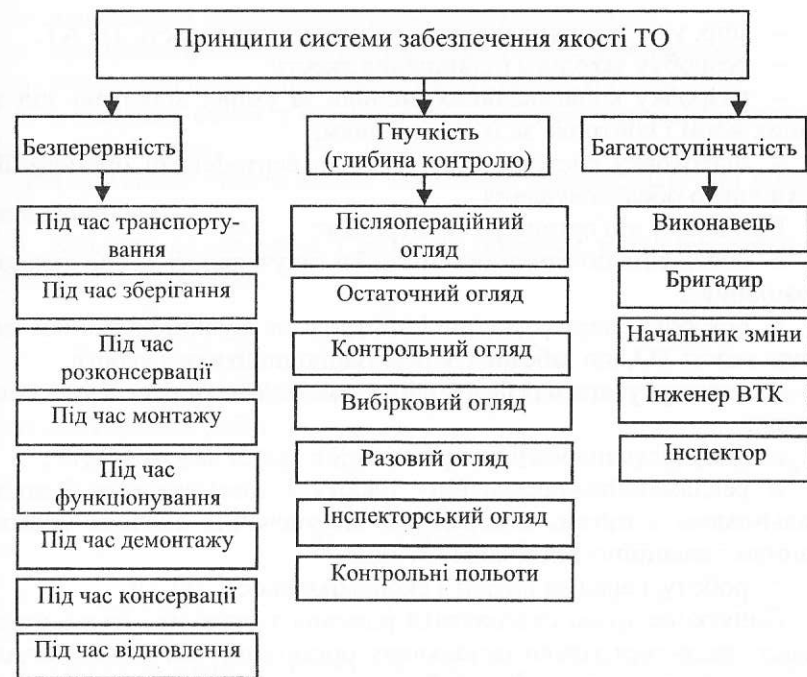 Принципи системи забезпечення якості ТО
Безперервність
Під час транспорту-
вання
Під час зберігання
Під час
розконсервації
Під час монтажу
Під час
функціонування
Під час демонтажу
Під час консервації
Під час відновлення
Гнучкість
(глибина контролю)
Післяопераційний
огляд
Остаточний огляд
Контрольний огляд
Вибірковий огляд
Разовий огляд
Інспекторський огляд
Контрольні польоти
Багатоступінчатість
Виконавець
Бригадир
Начальник зміни
Інженер ВТК
Інспектор